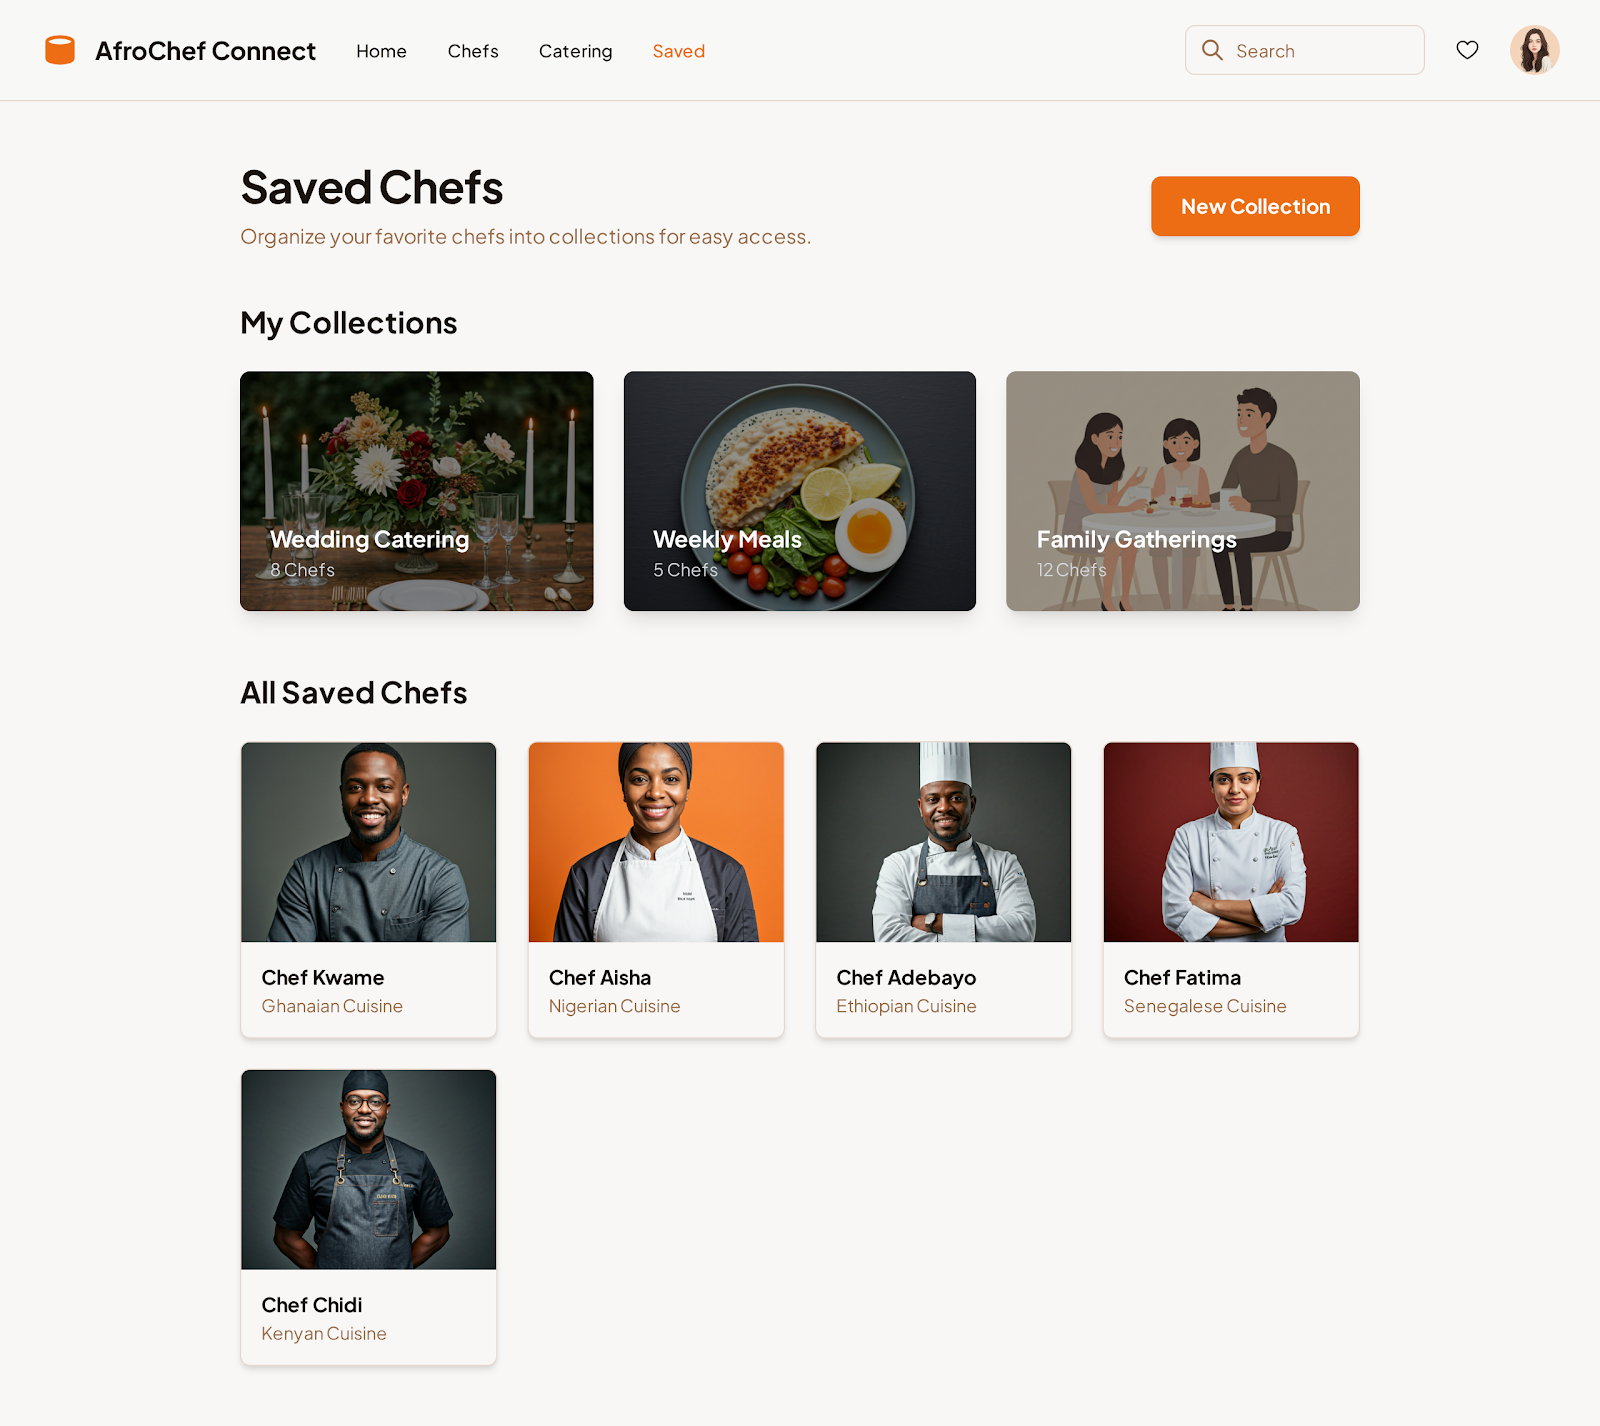 AfroChef Connect
Home
Chefs
Catering
Saved
Search
Saved Chefs
Organize your favorite chefs into collections for easy access.
New Collection
My Collections
Wedding Catering
8 Chefs
Weekly Meals
5 Chefs
Family Gatherings
12 Chefs
All Saved Chefs
Chef Kwame
Ghanaian Cuisine
Chef Aisha
Nigerian Cuisine
Chef Adebayo
Ethiopian Cuisine
Chef Fatima
Senegalese Cuisine
Chef Chidi
Kenyan Cuisine